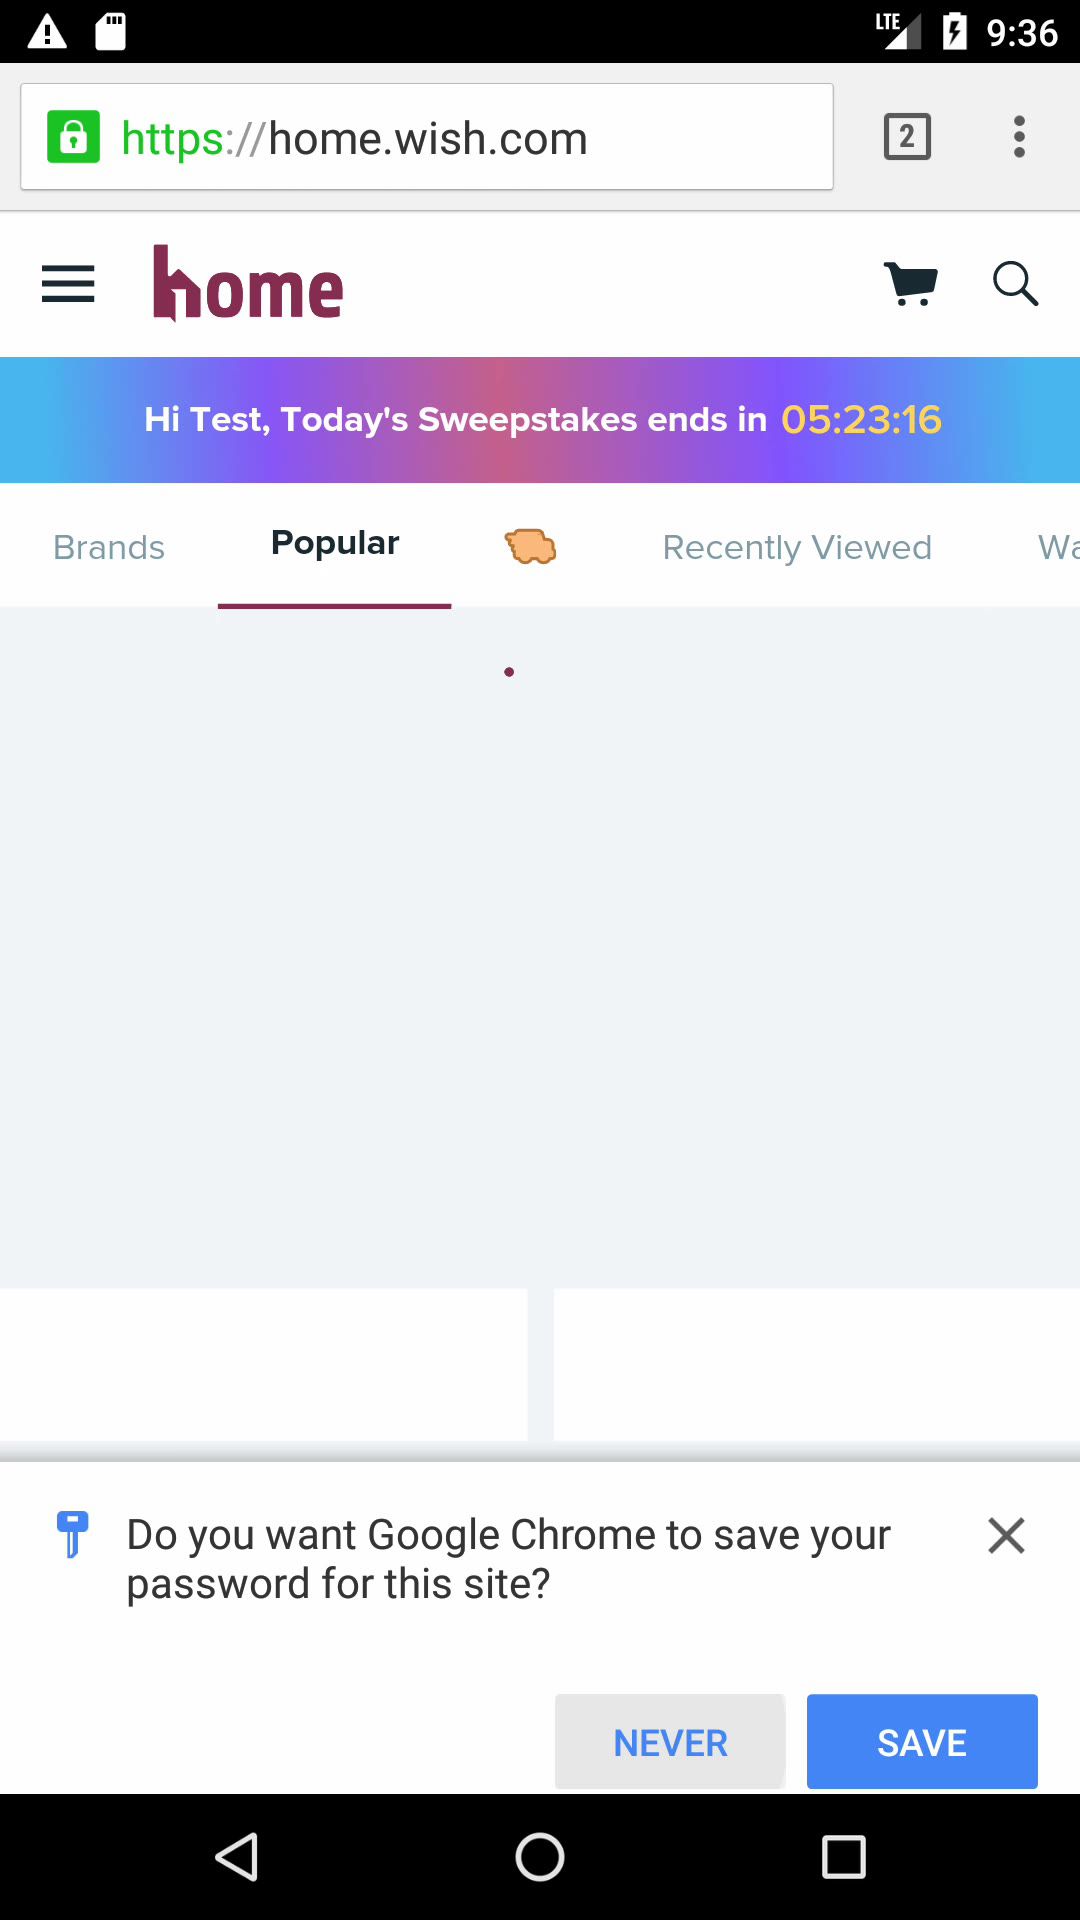 LTE 9:36
https://home.wish.com 2
home
Hi Test, Today's Sweepstakes ends in 05:23:16
Brands Popular Recently Viewed
Do you want Google Chrome to save your
password for this site?
NEVER SAVE